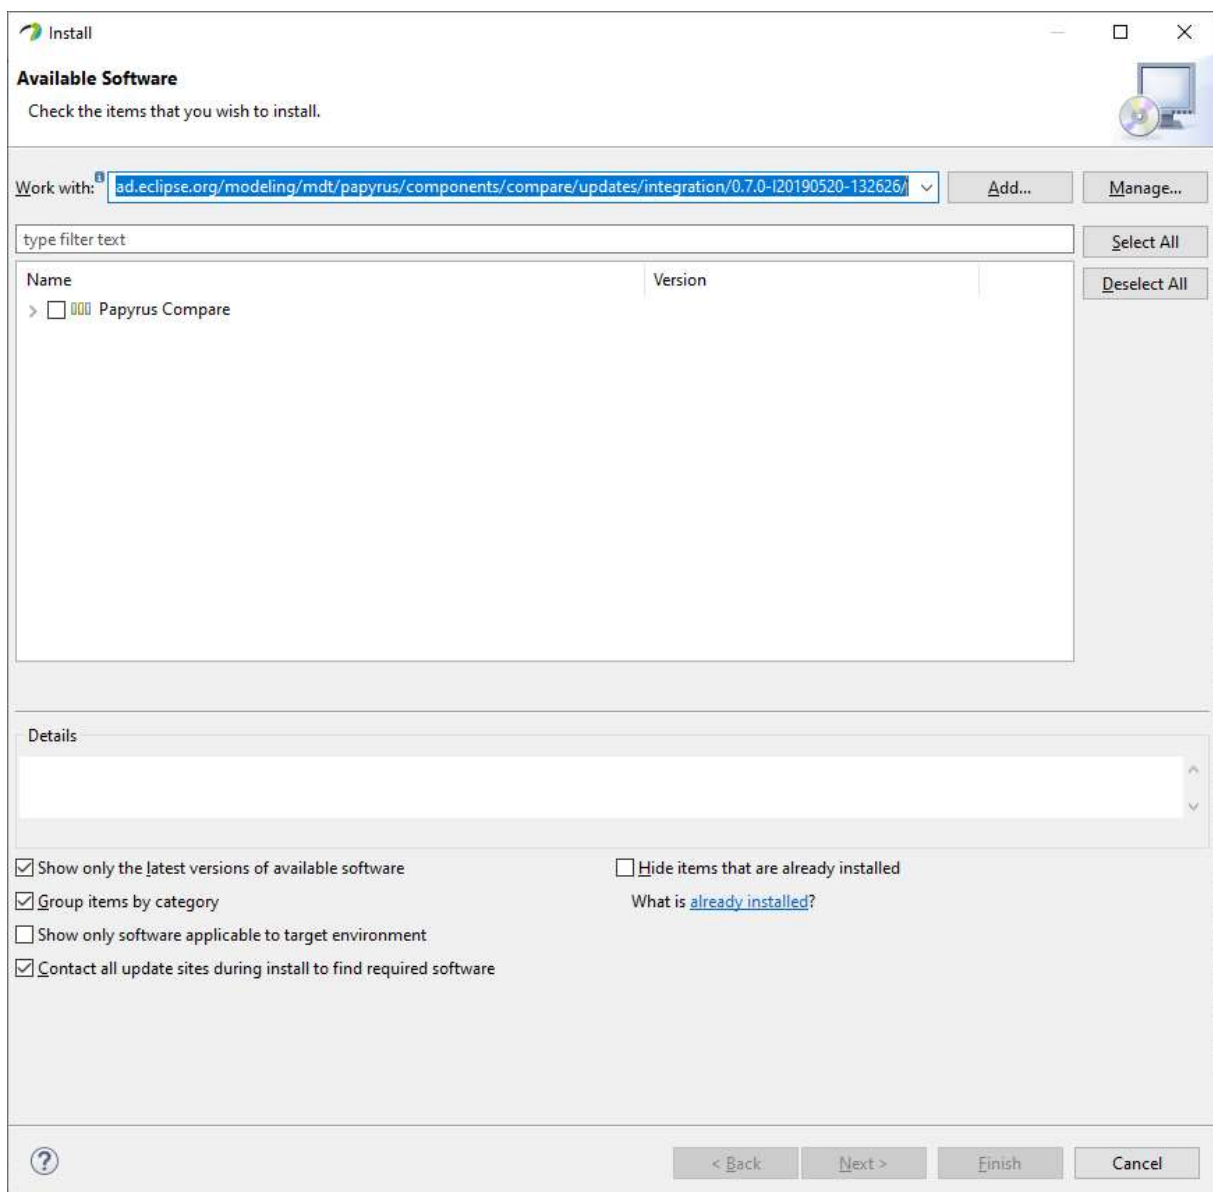 Install
Available Software
Check the items that you wish to install.
Work with: ad.eclipse.org/modeling/mdt/papyrus/components/compare/updates/integration/0.7.0-I20190520-132626/ Add... Manage...
type filter text Select All
Name Version Deselect All
Papyrus Compare
Details
Show only the latest versions of available software Hide items that are already installed
Group items by category What is already installed?
Show only software applicable to target environment
Contact all update sites during install to find required software
? < Back Next > Finish Cancel